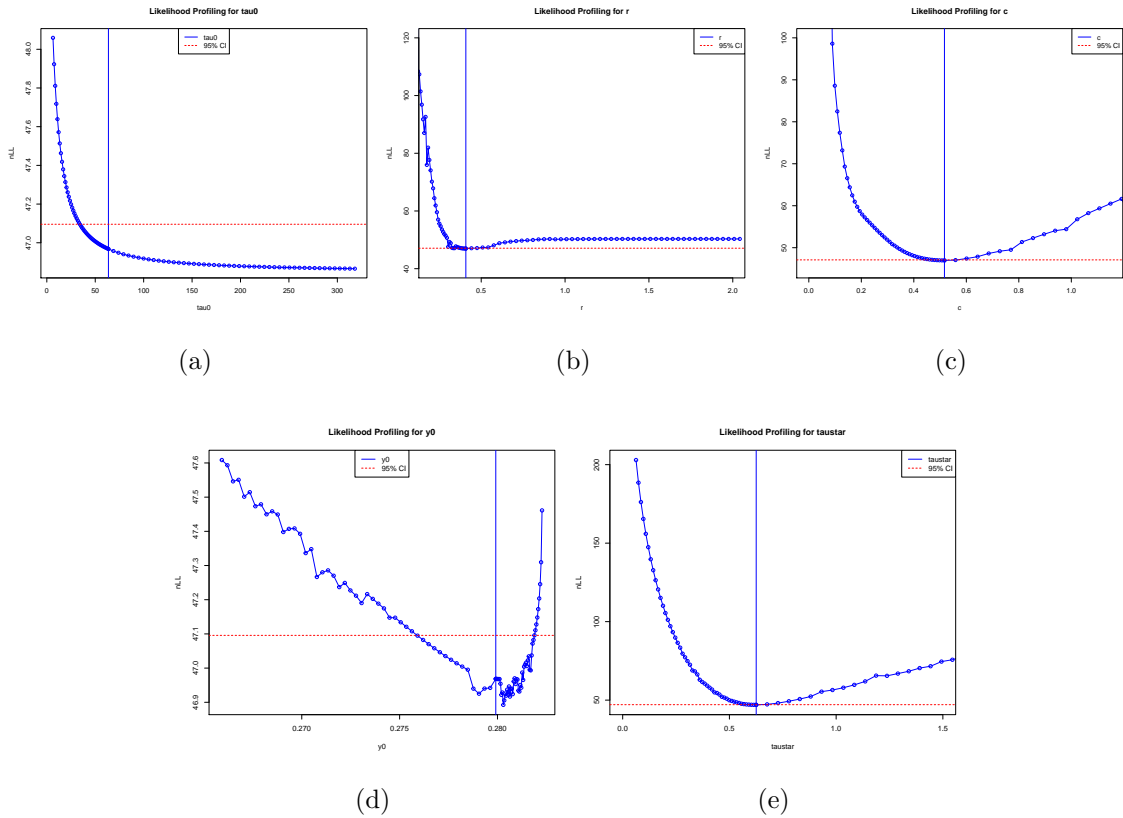 Likelihood Profiling for tau0
tau0
95% CI
nLL
48.0
47.8
47.6
47.4
47.2
47.0
0 50 100 150 200 250 300
tau0
(a)
Likelihood Profiling for r
r
95% CI
nLL
120
100
80
60
40
0.5 1.0 1.5 2.0
r
(b)
Likelihood Profiling for c
c
95% CI
nLL
100
90
80
70
60
50
0.0 0.2 0.4 0.6 0.8 1.0
c
(c)
Likelihood Profiling for y0
y0
95% CI
nLL
47.6
47.5
47.4
47.3
47.2
47.1
47.0
46.9
0.270 0.275 0.280
y0
(d)
Likelihood Profiling for taustar
taustar
95% CI
nLL
200
150
100
50
0.0 0.5 1.0 1.5
taustar
(e)